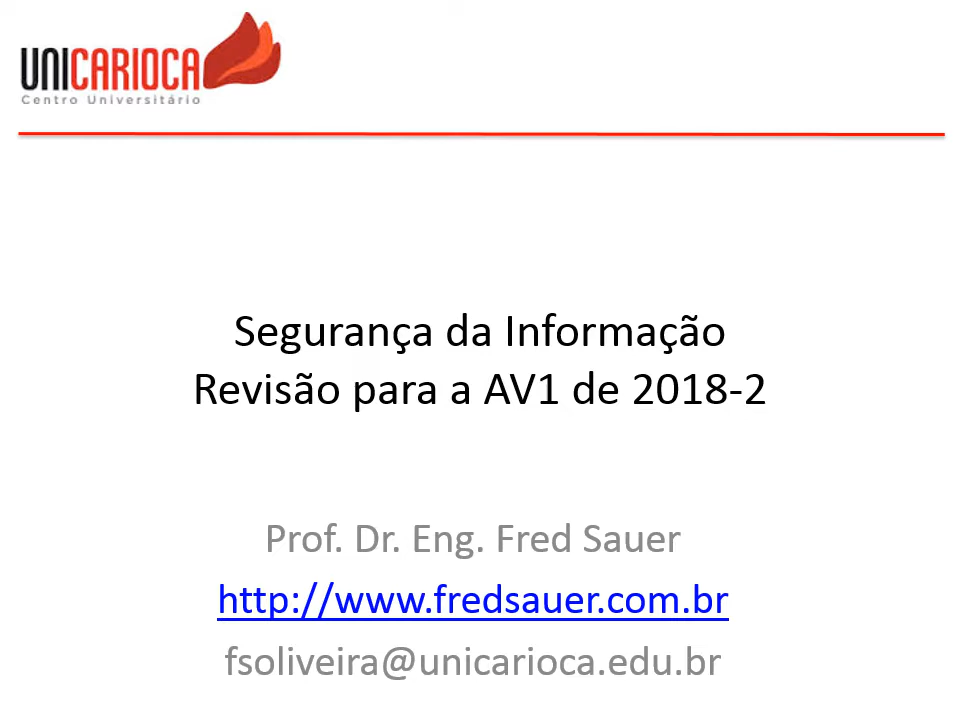 UNICARIOCA
Centro Universitário
Segurança da Informação
Revisão para a AV1 de 2018-2
Prof. Dr. Eng. Fred Sauer
http://www.fredsauer.com.br
fsoliveira@unicarioca.edu.br